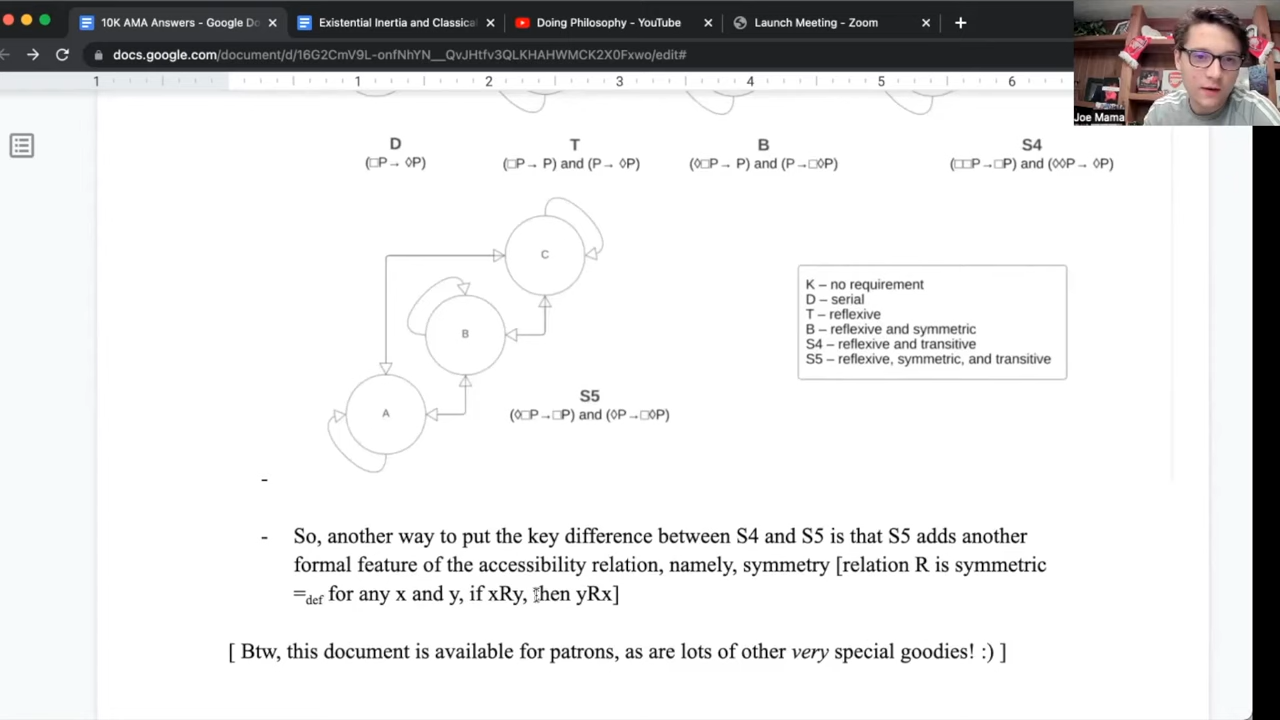 10K AMA Answers - Google Do
Existential Inertia and Classical
Doing Philosophy - YouTube
Launch Meeting - Zoom
docs.google.com/document/d/16G2CmV9L-onfNNvN__QvJHtfv3QLKHAHWMCK2X0Fxwo/edit#
Joe Mama
1 1 2 3 4 5 6
D T B S4
(□P→ ◊P) (□P→ P) and (P→ ◊P) (◊□P→ P) and (P→□◊P) (□□P→□P) and (◊◊P→ ◊P)
C
B
A
S5
(◊□P→□P) and (◊P→□◊P)
K – no requirement
D – serial
T – reflexive
B – reflexive and symmetric
S4 – reflexive and transitive
S5 – reflexive, symmetric, and transitive
-
- So, another way to put the key difference between S4 and S5 is that S5 adds another
formal feature of the accessibility relation, namely, symmetry [relation R is symmetric
=def for any x and y, if xRy, then yRx]
[ Btw, this document is available for patrons, as are lots of other very special goodies! :) ]